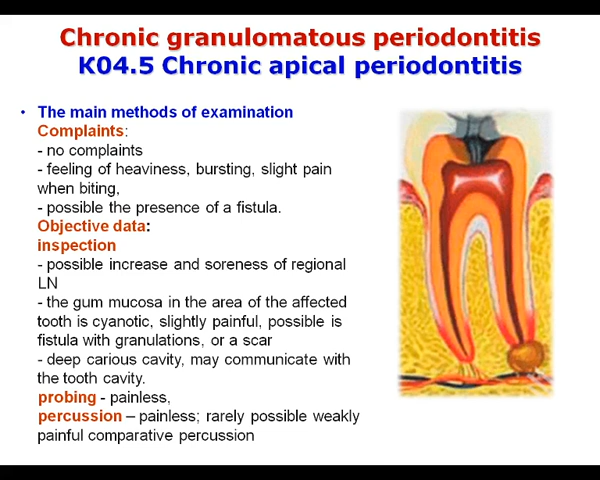 Chronic granulomatous periodontitis
K04.5 Chronic apical periodontitis
• The main methods of examination
Complaints:
- no complaints
- feeling of heaviness, bursting, slight pain
when biting,
- possible the presence of a fistula.
Objective data:
inspection
- possible increase and soreness of regional
LN
- the gum mucosa in the area of the affected
tooth is cyanotic, slightly painful, possible is
fistula with granulations, or a scar
- deep carious cavity, may communicate with
the tooth cavity.
probing - painless,
percussion – painless; rarely possible weakly
painful comparative percussion